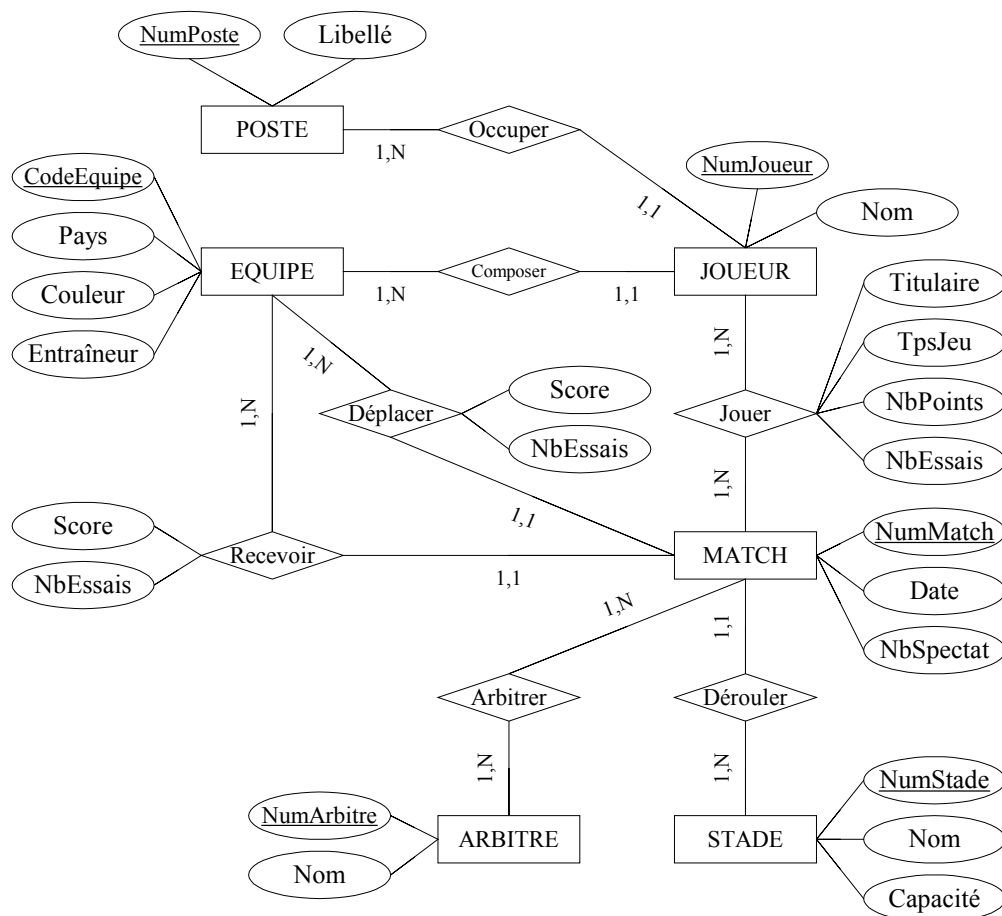 NumPoste
Libellé
POSTE
1,N
Occuper
1,1
NumJoueur
Nom
CodeEquipe
Pays
Couleur
Entraîneur
EQUIPE
1,N
Composer
1,1
JOUEUR
Titulaire
TpsJeu
NbPoints
NbEssais
1,N
Jouer
1,N
1,N
Déplacer
Score
NbEssais
1,1
1,N
Score
NbEssais
Recevoir
1,1
MATCH
NumMatch
Date
NbSpectat
1,N
1,1
Arbitrer
Dérouler
1,N
1,N
NumArbitre
Nom
ARBITRE
STADE
NumStade
Nom
Capacité